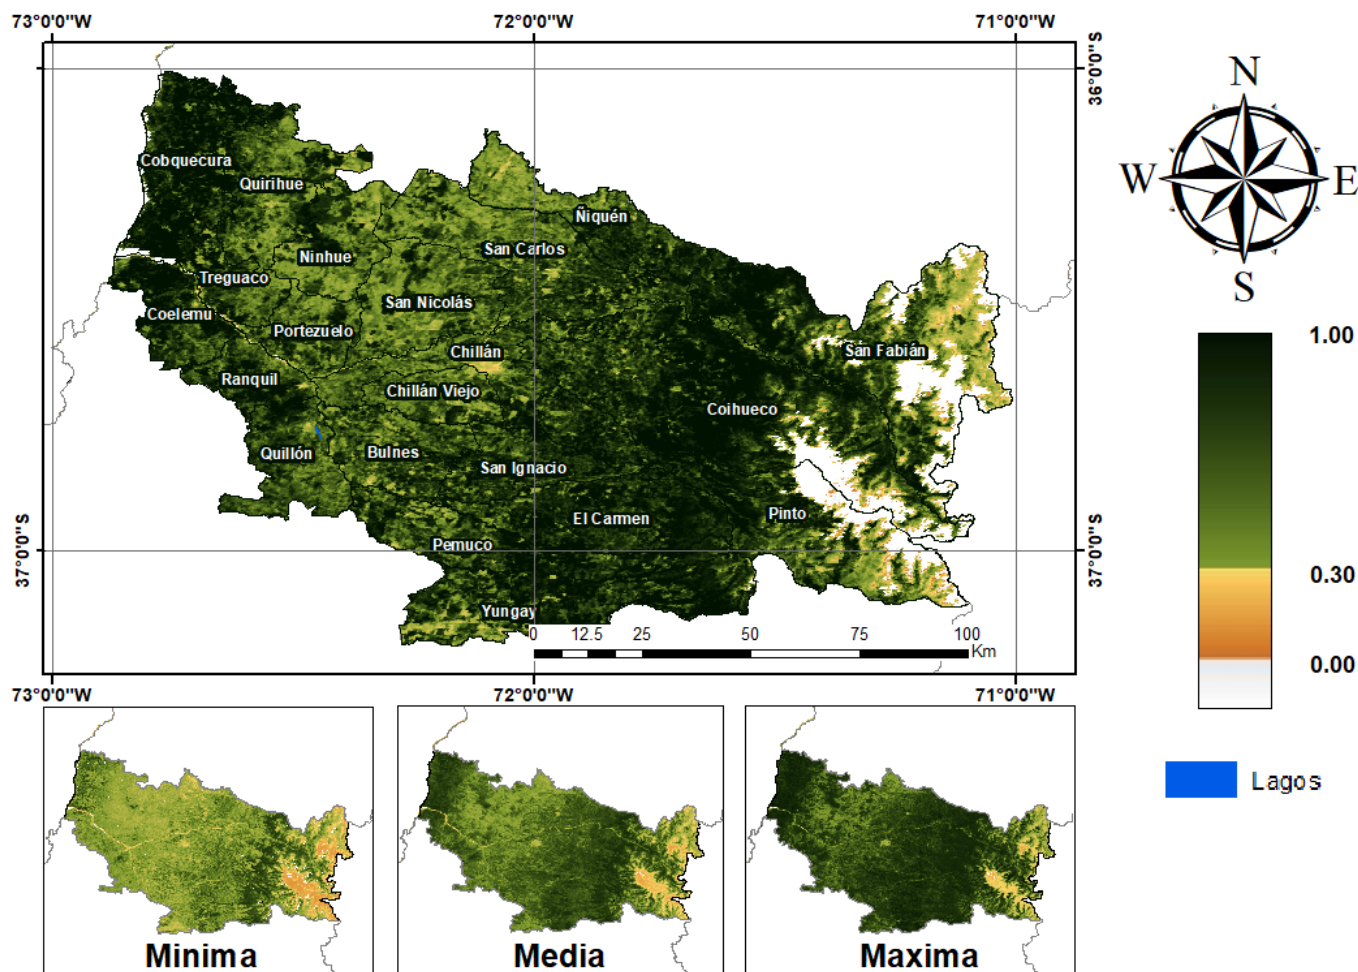 73°0'0"W 72°0'0"W 71°0'0"W
36°0'0"S
N
W E
S
Cobquecura
Quirihue
Ñiquén
San Carlos
Ninhue
Treguaco
San Nicolás
Coelemu
Portezuelo
Chillán
San Fabián
Ranquil
Chillán Viejo
Coihueco
Quillón
Bulnes
San Ignacio
Pinto
El Carmen
Pemuco
Yungay
37°0'0"S 37°0'0"S
0 12.5 25 50 75 100
Km
73°0'0"W 72°0'0"W 71°0'0"W
1.00
0.30
0.00
Lagos
Minima Media Maxima